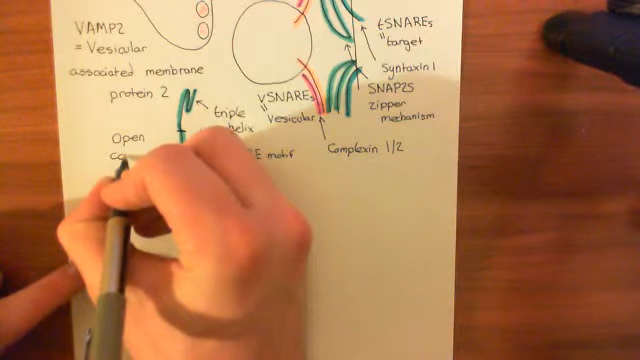 VAMP2
= Vesicular
associated membrane
protein 2
triple
helix
Open
motif
vSNAREs
"
Vesicular
tSNAREs
" target
Syntaxin 1
SNAP25
zipper
mechanism
Complexin 1/2